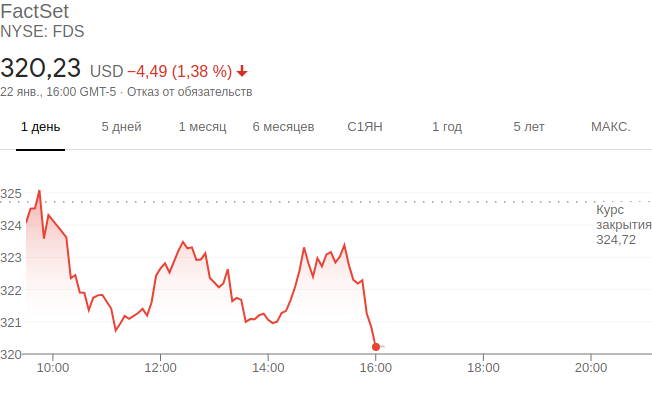 FactSet
NYSE: FDS
320,23 USD −4,49 (1,38 %)
22 янв., 16:00 GMT-5 · Отказ от обязательств
1 день 5 дней 1 месяц 6 месяцев С1ЯН 1 год 5 лет МАКС.
325
Курс
324
закрытия
324,72
323
322
321
320
10:00 12:00 14:00 16:00 18:00 20:00